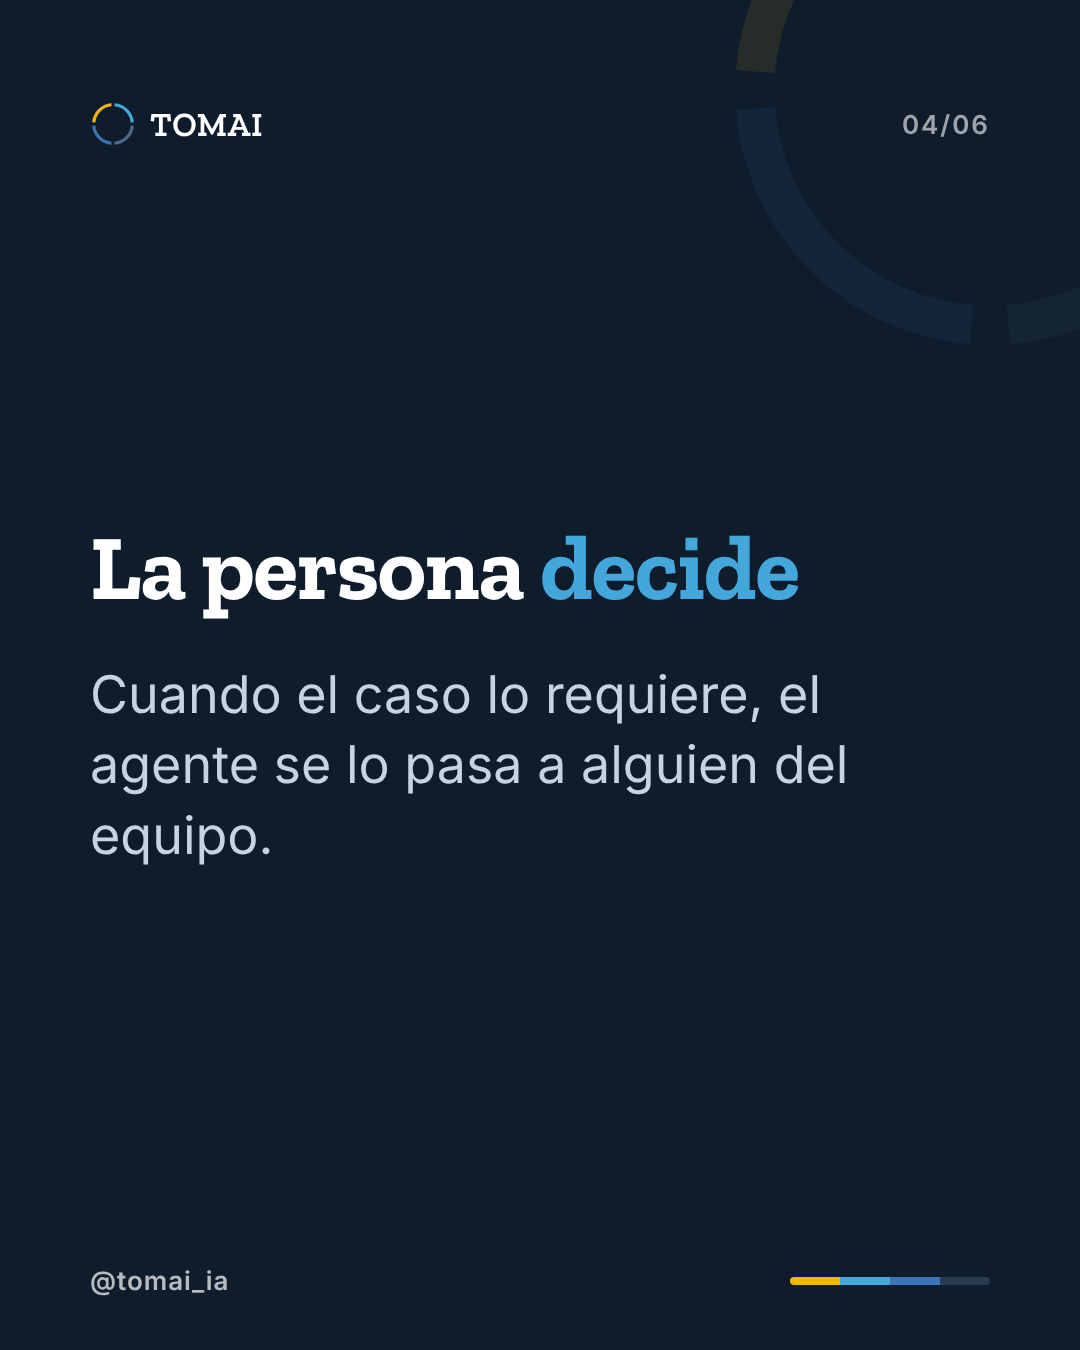 TOMAI
04/06
La persona decide
Cuando el caso lo requiere, el
agente se lo pasa a alguien del
equipo.
@tomai_ia